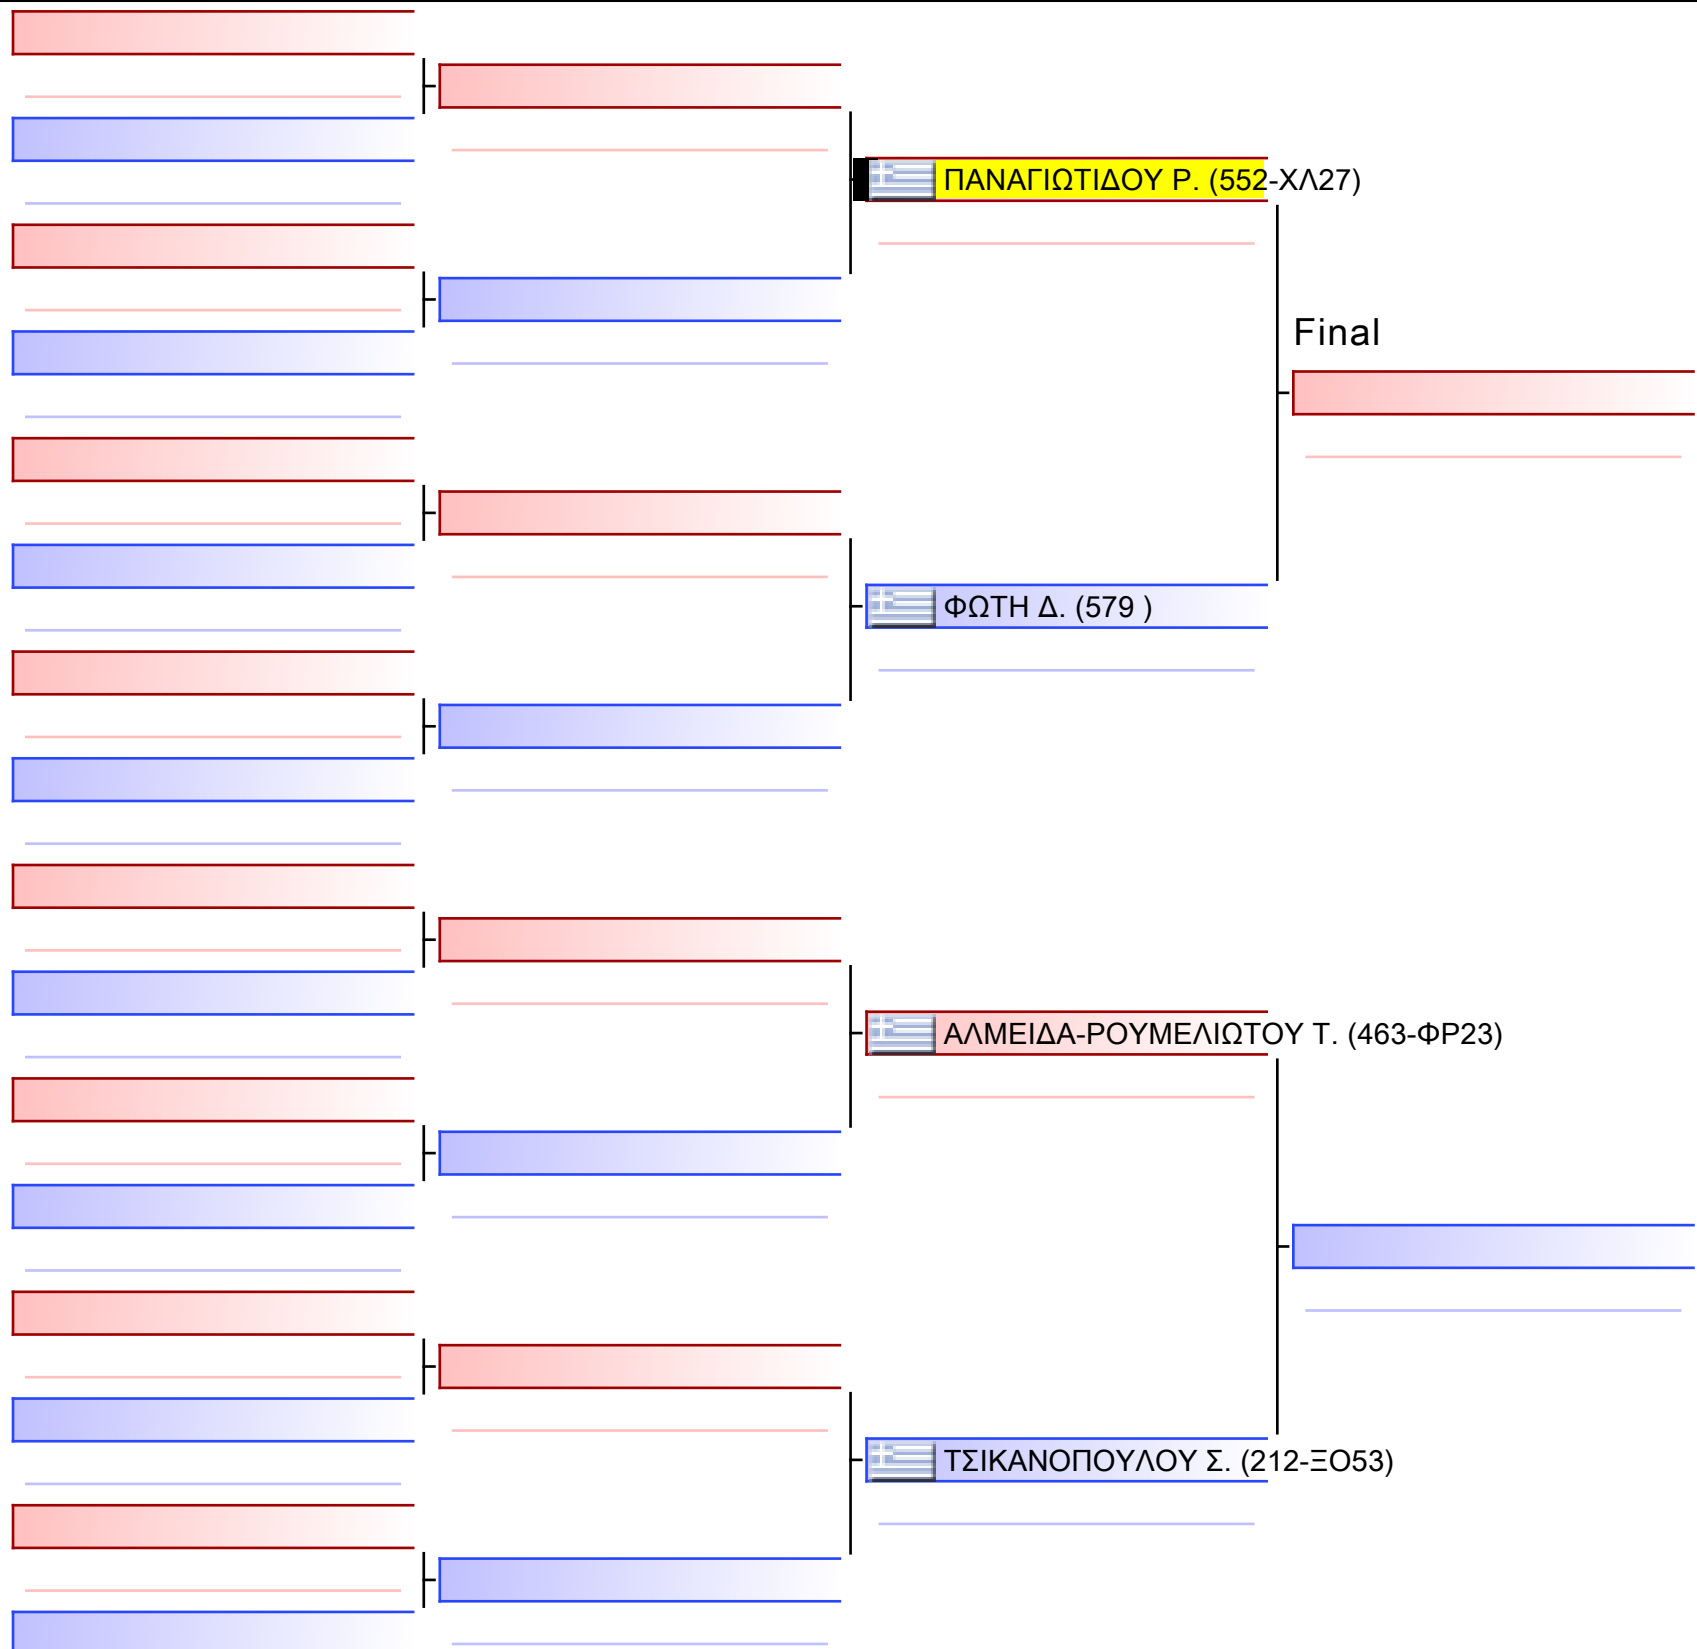 ΠΑΝΑΓΙΩΤΙΔΟΥ Ρ. (552-ΧΛ27)
Final
ΦΩΤΗ Δ. (579 )
ΑΛΜΕΙΔΑ-ΡΟΥΜΕΛΙΩΤΟΥ Τ. (463-ΦΡ23)
ΤΣΙΚΑΝΟΠΟΥΛΟΥ Σ. (212-ΞΟ53)